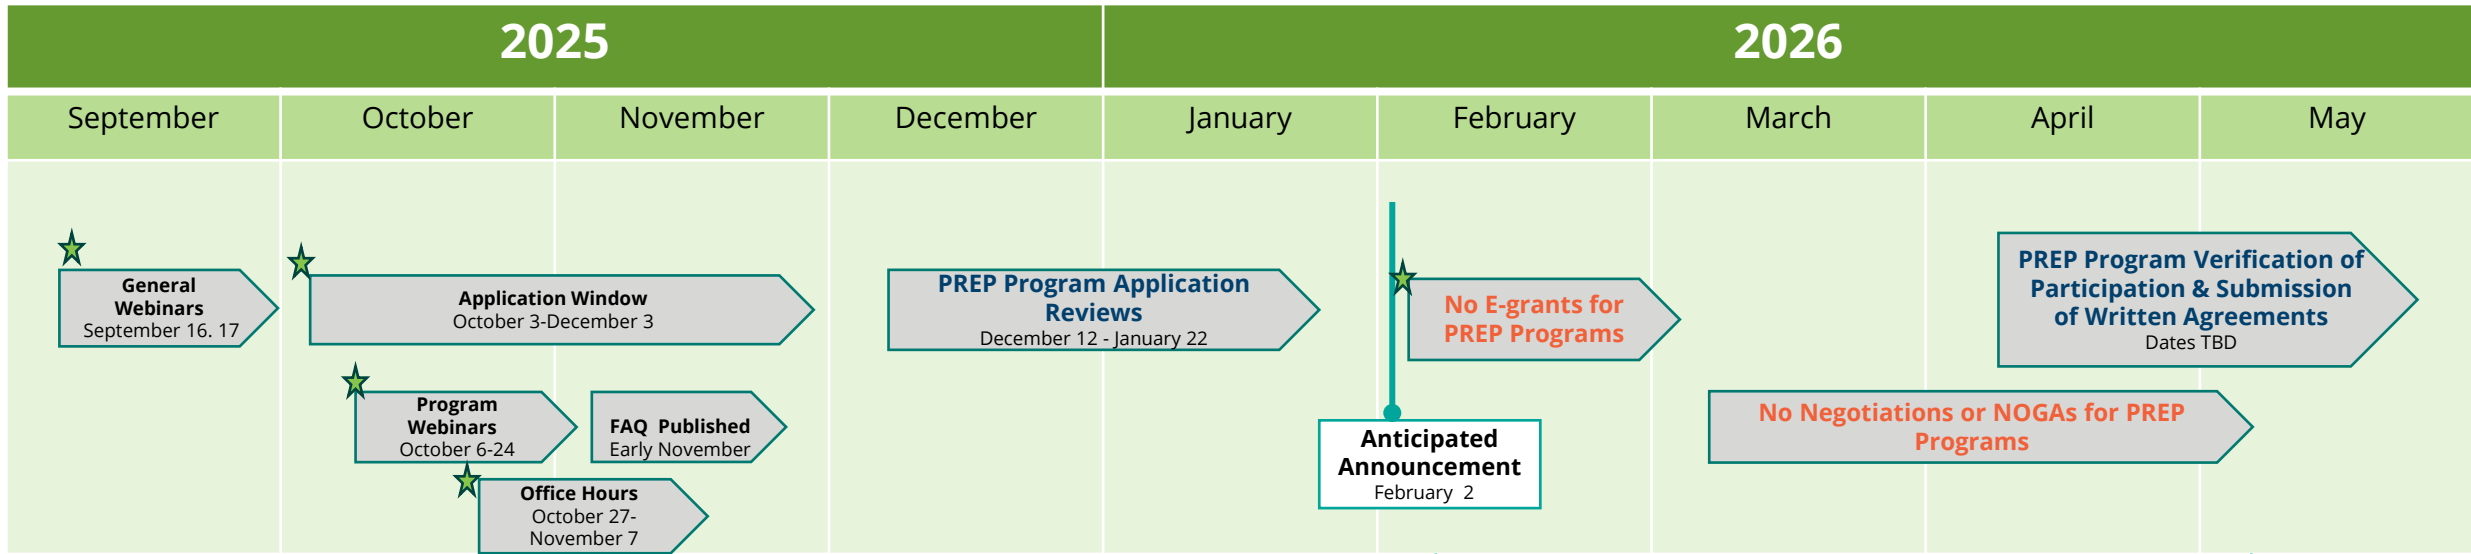 2025
2026
September
October
November
December
January
February
March
April
May
General
Webinars
September 16. 17
Application Window
October 3-December 3
PREP Program Application
Reviews
December 12 - January 22
No E-grants for
PREP Programs
PREP Program Verification of
Participation & Submission
of Written Agreements
Dates TBD
Program
Webinars
October 6-24
FAQ  Published
Early November
No Negotiations or NOGAs for PREP
Programs
Anticipated
Announcement
February  2
Office Hours
October 27-
November 7